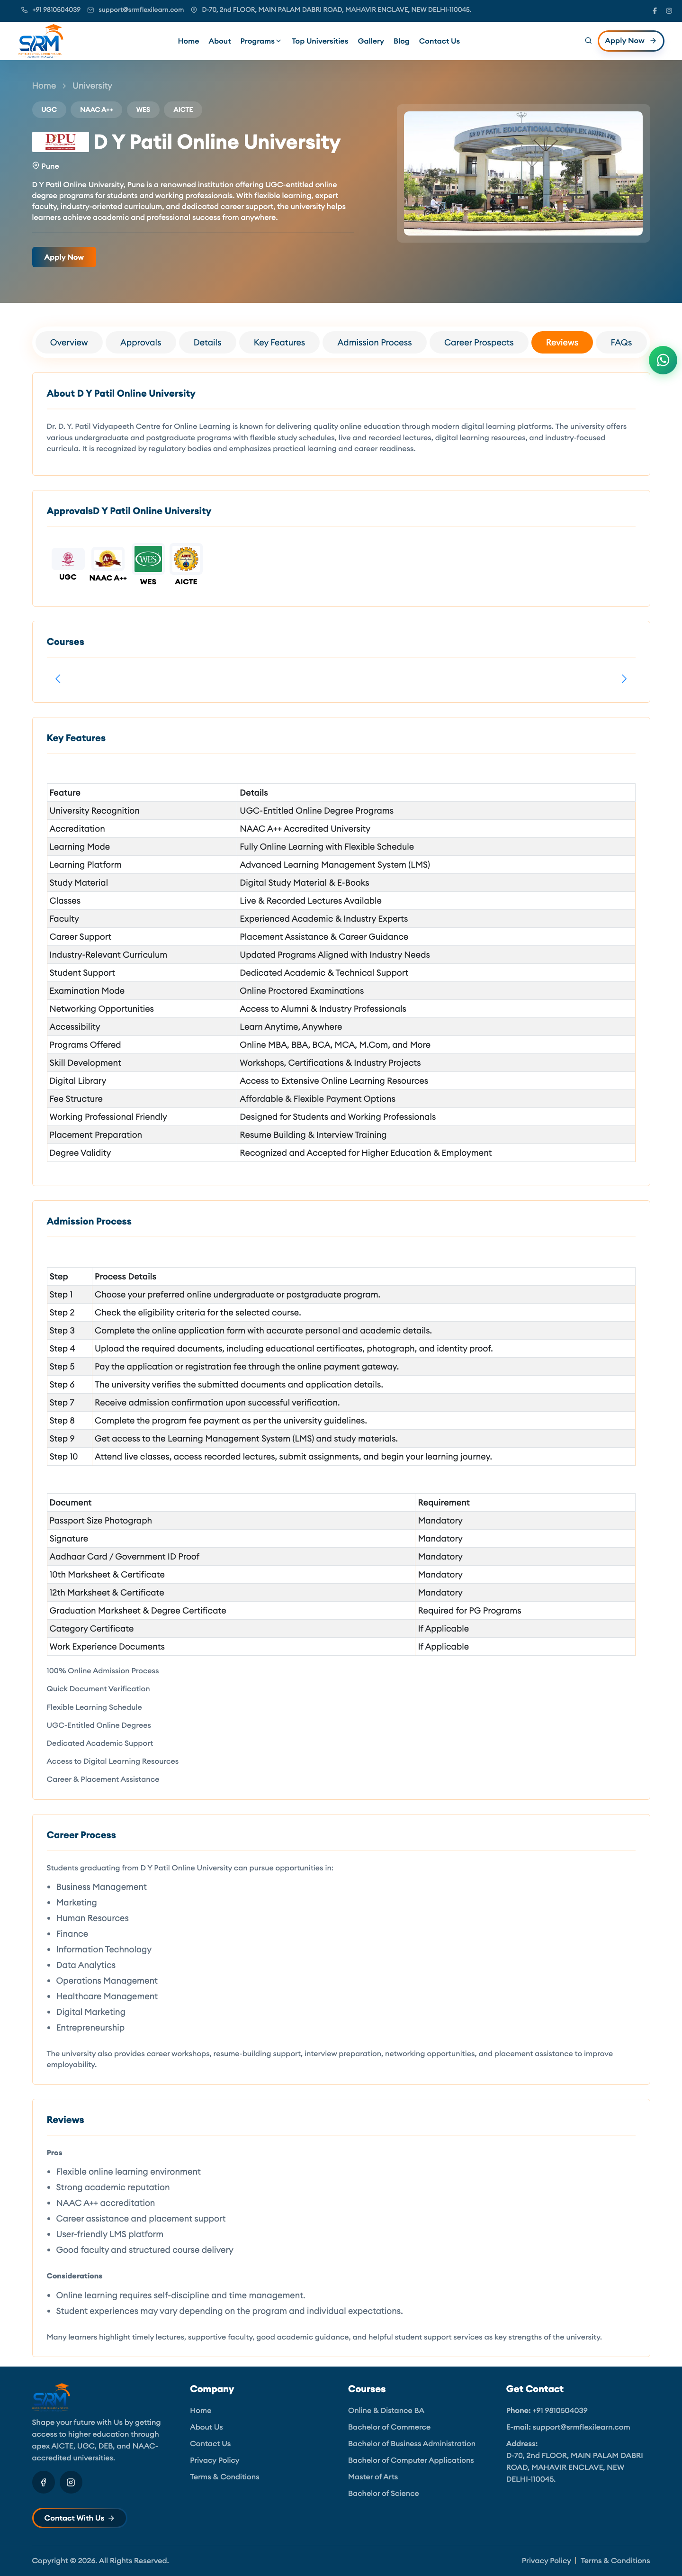 +91 9810504039 support@srmflexilearn.com D-70, 2nd FLOOR, MAIN PALAM DABRI ROAD, MAHAVIR ENCLAVE, NEW DELHI-110045.
SRM
Home About Programs Top Universities Gallery Blog Contact Us Apply Now
Home University
UGC NAAC A++ WES AICTE
DPU
D Y Patil Online University
Pune
D Y Patil Online University, Pune is a renowned institution offering UGC-entitled online
degree programs for students and working professionals. With flexible learning, expert
faculty, industry-oriented curriculum, and dedicated career support, the university helps
learners achieve academic and professional success from anywhere.
Apply Now
Overview Approvals Details Key Features Admission Process Career Prospects Reviews FAQs
About D Y Patil Online University
Dr. D. Y. Patil Vidyapeeth Centre for Online Learning is known for delivering quality online education through modern digital learning platforms. The university offers
various undergraduate and postgraduate programs with flexible study schedules, live and recorded lectures, digital learning resources, and industry-focused
curricula. It is recognized by regulatory bodies and emphasizes practical learning and career readiness.
ApprovalsD Y Patil Online University
WES
UGC NAAC A++ WES AICTE
Courses
Key Features
Feature Details
University Recognition UGC-Entitled Online Degree Programs
Accreditation NAAC A++ Accredited University
Learning Mode Fully Online Learning with Flexible Schedule
Learning Platform Advanced Learning Management System (LMS)
Study Material Digital Study Material & E-Books
Classes Live & Recorded Lectures Available
Faculty Experienced Academic & Industry Experts
Career Support Placement Assistance & Career Guidance
Industry-Relevant Curriculum Updated Programs Aligned with Industry Needs
Student Support Dedicated Academic & Technical Support
Examination Mode Online Proctored Examinations
Networking Opportunities Access to Alumni & Industry Professionals
Accessibility Learn Anytime, Anywhere
Programs Offered Online MBA, BBA, BCA, MCA, M.Com, and More
Skill Development Workshops, Certifications & Industry Projects
Digital Library Access to Extensive Online Learning Resources
Fee Structure Affordable & Flexible Payment Options
Working Professional Friendly Designed for Students and Working Professionals
Placement Preparation Resume Building & Interview Training
Degree Validity Recognized and Accepted for Higher Education & Employment
Admission Process
Step Process Details
Step 1 Choose your preferred online undergraduate or postgraduate program.
Step 2 Check the eligibility criteria for the selected course.
Step 3 Complete the online application form with accurate personal and academic details.
Step 4 Upload the required documents, including educational certificates, photograph, and identity proof.
Step 5 Pay the application or registration fee through the online payment gateway.
Step 6 The university verifies the submitted documents and application details.
Step 7 Receive admission confirmation upon successful verification.
Step 8 Complete the program fee payment as per the university guidelines.
Step 9 Get access to the Learning Management System (LMS) and study materials.
Step 10 Attend live classes, access recorded lectures, submit assignments, and begin your learning journey.
Document Requirement
Passport Size Photograph Mandatory
Signature Mandatory
Aadhaar Card / Government ID Proof Mandatory
10th Marksheet & Certificate Mandatory
12th Marksheet & Certificate Mandatory
Graduation Marksheet & Degree Certificate Required for PG Programs
Category Certificate If Applicable
Work Experience Documents If Applicable
100% Online Admission Process
Quick Document Verification
Flexible Learning Schedule
UGC-Entitled Online Degrees
Dedicated Academic Support
Access to Digital Learning Resources
Career & Placement Assistance
Career Process
Students graduating from D Y Patil Online University can pursue opportunities in:
• Business Management
• Marketing
• Human Resources
• Finance
• Information Technology
• Data Analytics
• Operations Management
• Healthcare Management
• Digital Marketing
• Entrepreneurship
The university also provides career workshops, resume-building support, interview preparation, networking opportunities, and placement assistance to improve
employability.
Reviews
Pros
• Flexible online learning environment
• Strong academic reputation
• NAAC A++ accreditation
• Career assistance and placement support
• User-friendly LMS platform
• Good faculty and structured course delivery
Considerations
• Online learning requires self-discipline and time management.
• Student experiences may vary depending on the program and individual expectations.
Many learners highlight timely lectures, supportive faculty, good academic guidance, and helpful student support services as key strengths of the university.
SRM
Shape your future with Us by getting
access to higher education through
apex AICTE, UGC, DEB, and NAAC-
accredited universities.
Contact With Us
Company
Home
About Us
Contact Us
Privacy Policy
Terms & Conditions
Courses
Online & Distance BA
Bachelor of Commerce
Bachelor of Business Administration
Bachelor of Computer Applications
Master of Arts
Bachelor of Science
Get Contact
Phone: +91 9810504039
E-mail: support@srmflexilearn.com
Address:
D-70, 2nd FLOOR, MAIN PALAM DABRI
ROAD, MAHAVIR ENCLAVE, NEW
DELHI-110045.
Copyright © 2026. All Rights Reserved.
Privacy Policy | Terms & Conditions